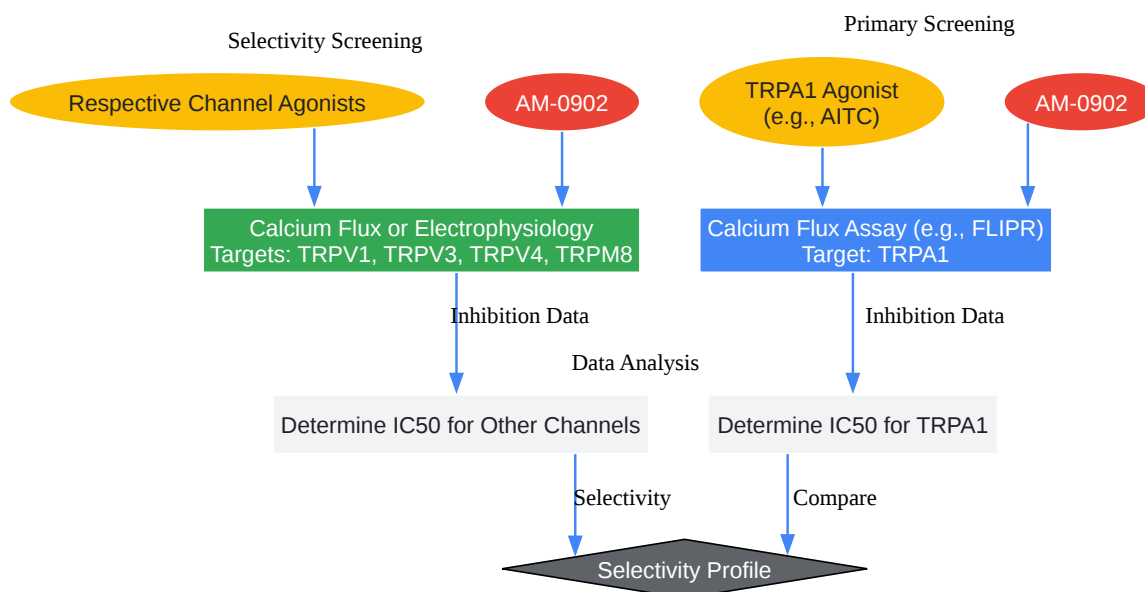 Selectivity Screening
Primary Screening
Respective Channel Agonists
AM-0902
TRPA1 Agonist
(e.g., AITC)
AM-0902
Calcium Flux or Electrophysiology
Targets: TRPV1, TRPV3, TRPV4, TRPM8
Calcium Flux Assay (e.g., FLIPR)
Target: TRPA1
Inhibition Data
Inhibition Data
Data Analysis
Determine IC50 for Other Channels
Determine IC50 for TRPA1
Selectivity
Compare
Selectivity Profile